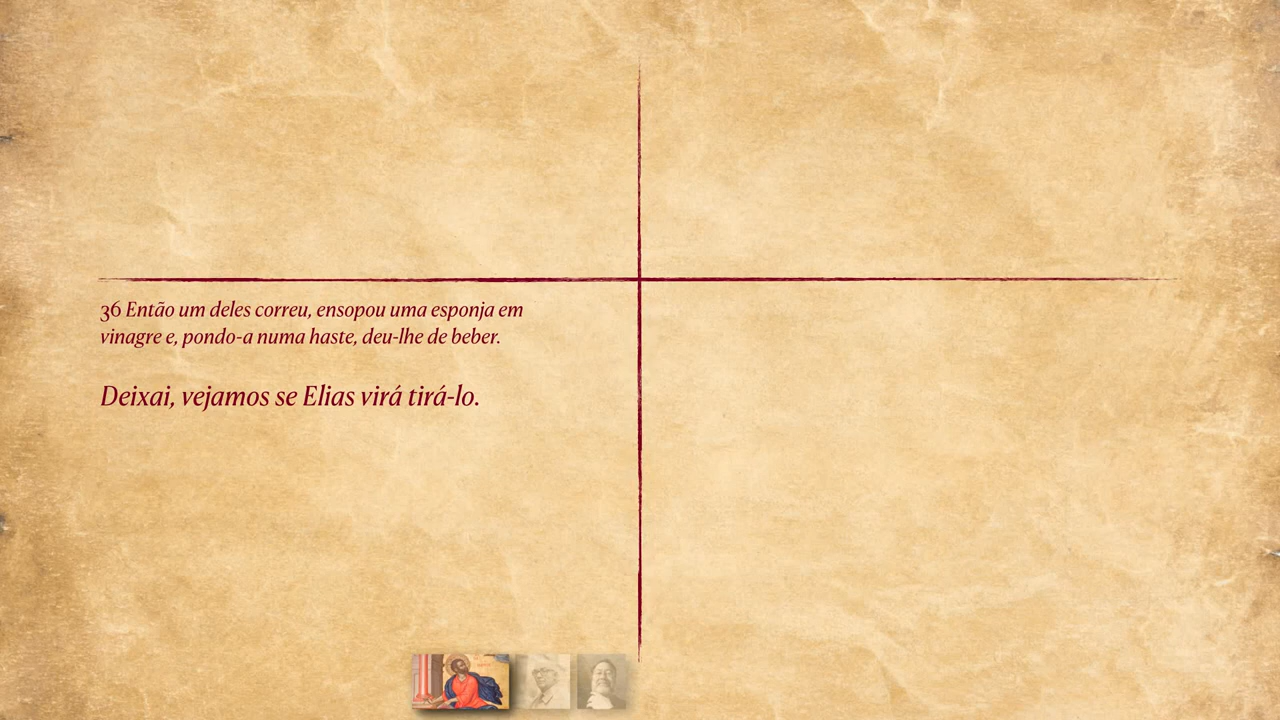 36 Então um deles correu, ensopou uma esponja em
vinagre e, pondo-a numa haste, deu-lhe de beber.
Deixai, vejamos se Elias virá tirá-lo.